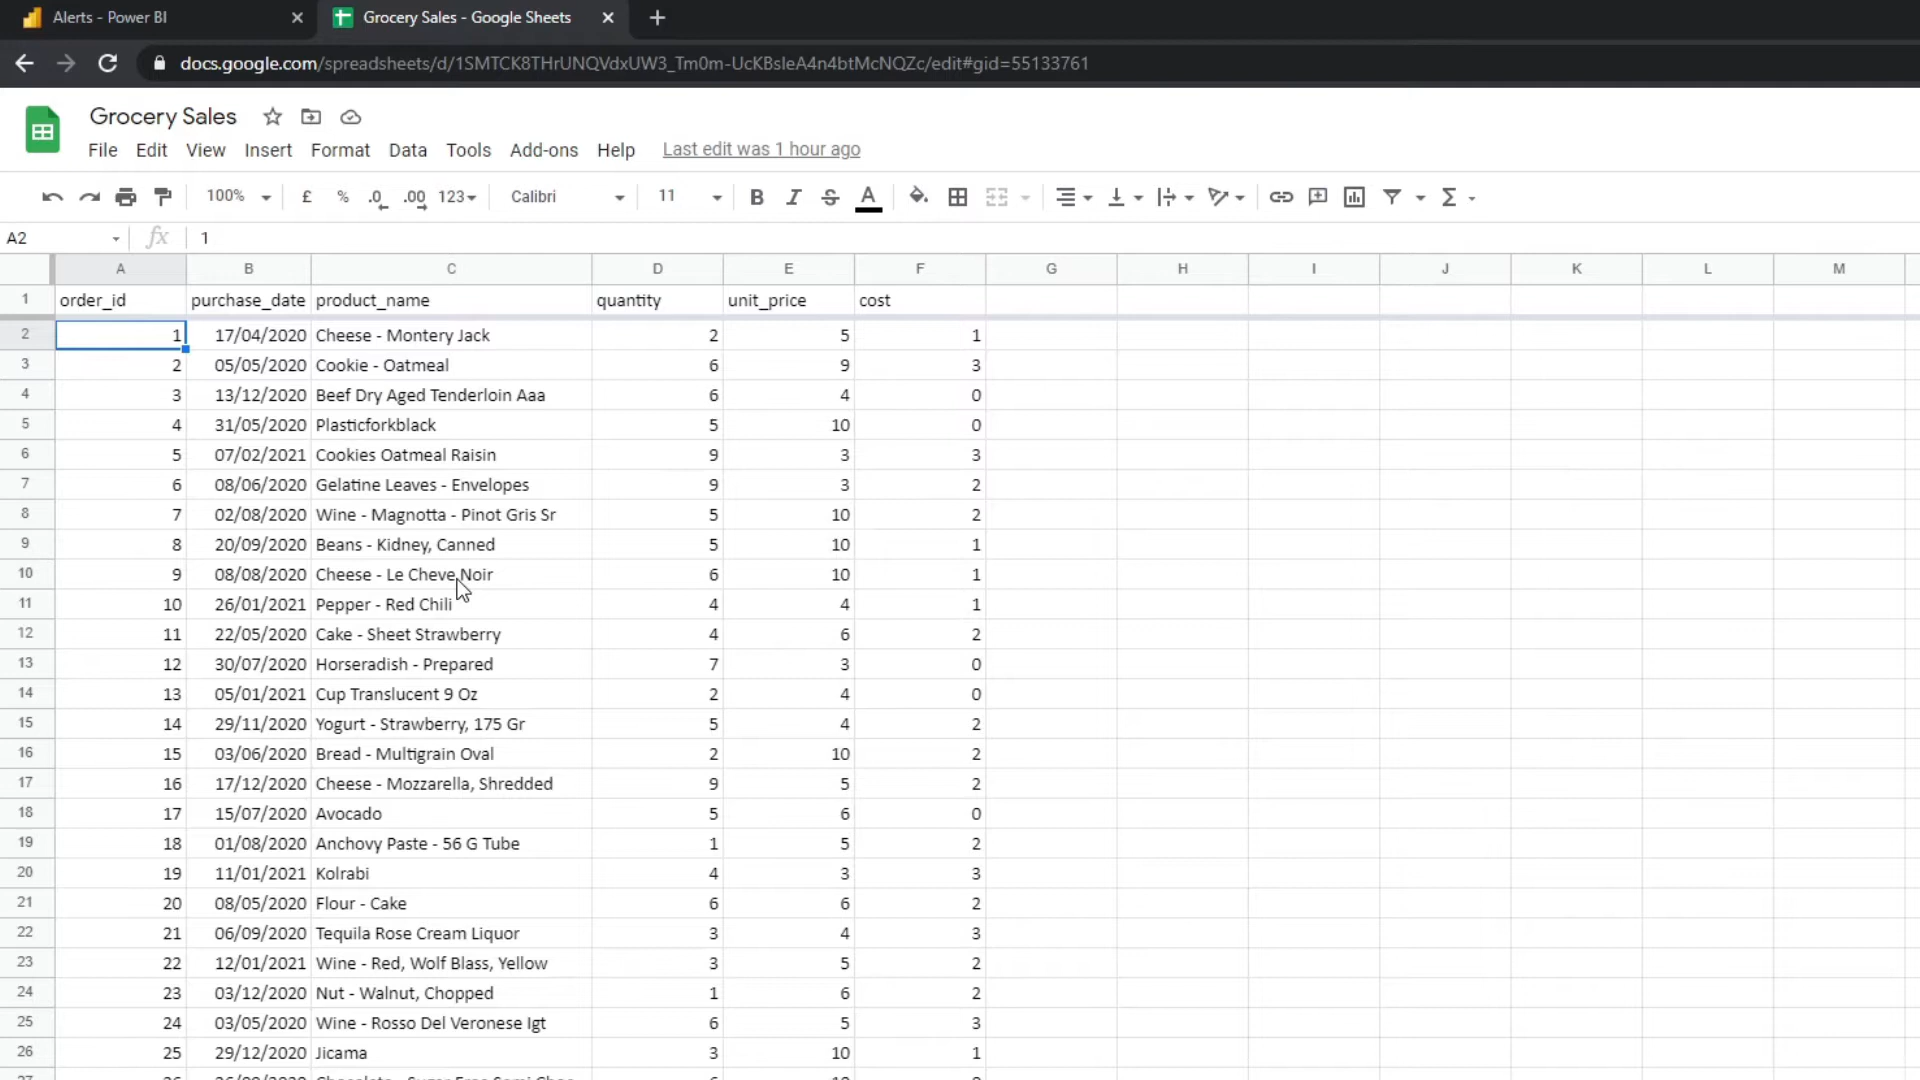 Alerts - Power BI
Grocery Sales - Google Sheets
docs.google.com/spreadsheets/d/1SMTCK8THrUNQVdxUW3_Tm0m-UcKBsleA4n4btMcNQZc/edit#gid=55133761
Grocery Sales
File Edit View Insert Format Data Tools Add-ons Help Last edit was 1 hour ago
100% £ % .0 .00 123 Calibri 11 B I S A Σ
A2 fx 1
A B C D E F G H I J K L M
1 order_id purchase_date product_name quantity unit_price cost
2 1 17/04/2020 Cheese - Montery Jack 2 5 1
3 2 05/05/2020 Cookie - Oatmeal 6 9 3
4 3 13/12/2020 Beef Dry Aged Tenderloin Aaa 6 4 0
5 4 31/05/2020 Plasticforkblack 5 10 0
6 5 07/02/2021 Cookies Oatmeal Raisin 9 3 3
7 6 08/06/2020 Gelatine Leaves - Envelopes 9 3 2
8 7 02/08/2020 Wine - Magnotta - Pinot Gris Sr 5 10 2
9 8 20/09/2020 Beans - Kidney, Canned 5 10 1
10 9 08/08/2020 Cheese - Le Cheve Noir 6 10 1
11 10 26/01/2021 Pepper - Red Chili 4 4 1
12 11 22/05/2020 Cake - Sheet Strawberry 4 6 2
13 12 30/07/2020 Horseradish - Prepared 7 3 0
14 13 05/01/2021 Cup Translucent 9 Oz 2 4 0
15 14 29/11/2020 Yogurt - Strawberry, 175 Gr 5 4 2
16 15 03/06/2020 Bread - Multigrain Oval 2 10 2
17 16 17/12/2020 Cheese - Mozzarella, Shredded 9 5 2
18 17 15/07/2020 Avocado 5 6 0
19 18 01/08/2020 Anchovy Paste - 56 G Tube 1 5 2
20 19 11/01/2021 Kolrabi 4 3 3
21 20 08/05/2020 Flour - Cake 6 6 2
22 21 06/09/2020 Tequila Rose Cream Liquor 3 4 3
23 22 12/01/2021 Wine - Red, Wolf Blass, Yellow 3 5 2
24 23 03/12/2020 Nut - Walnut, Chopped 1 6 2
25 24 03/05/2020 Wine - Rosso Del Veronese Igt 6 5 3
26 25 29/12/2020 Jicama 3 10 1